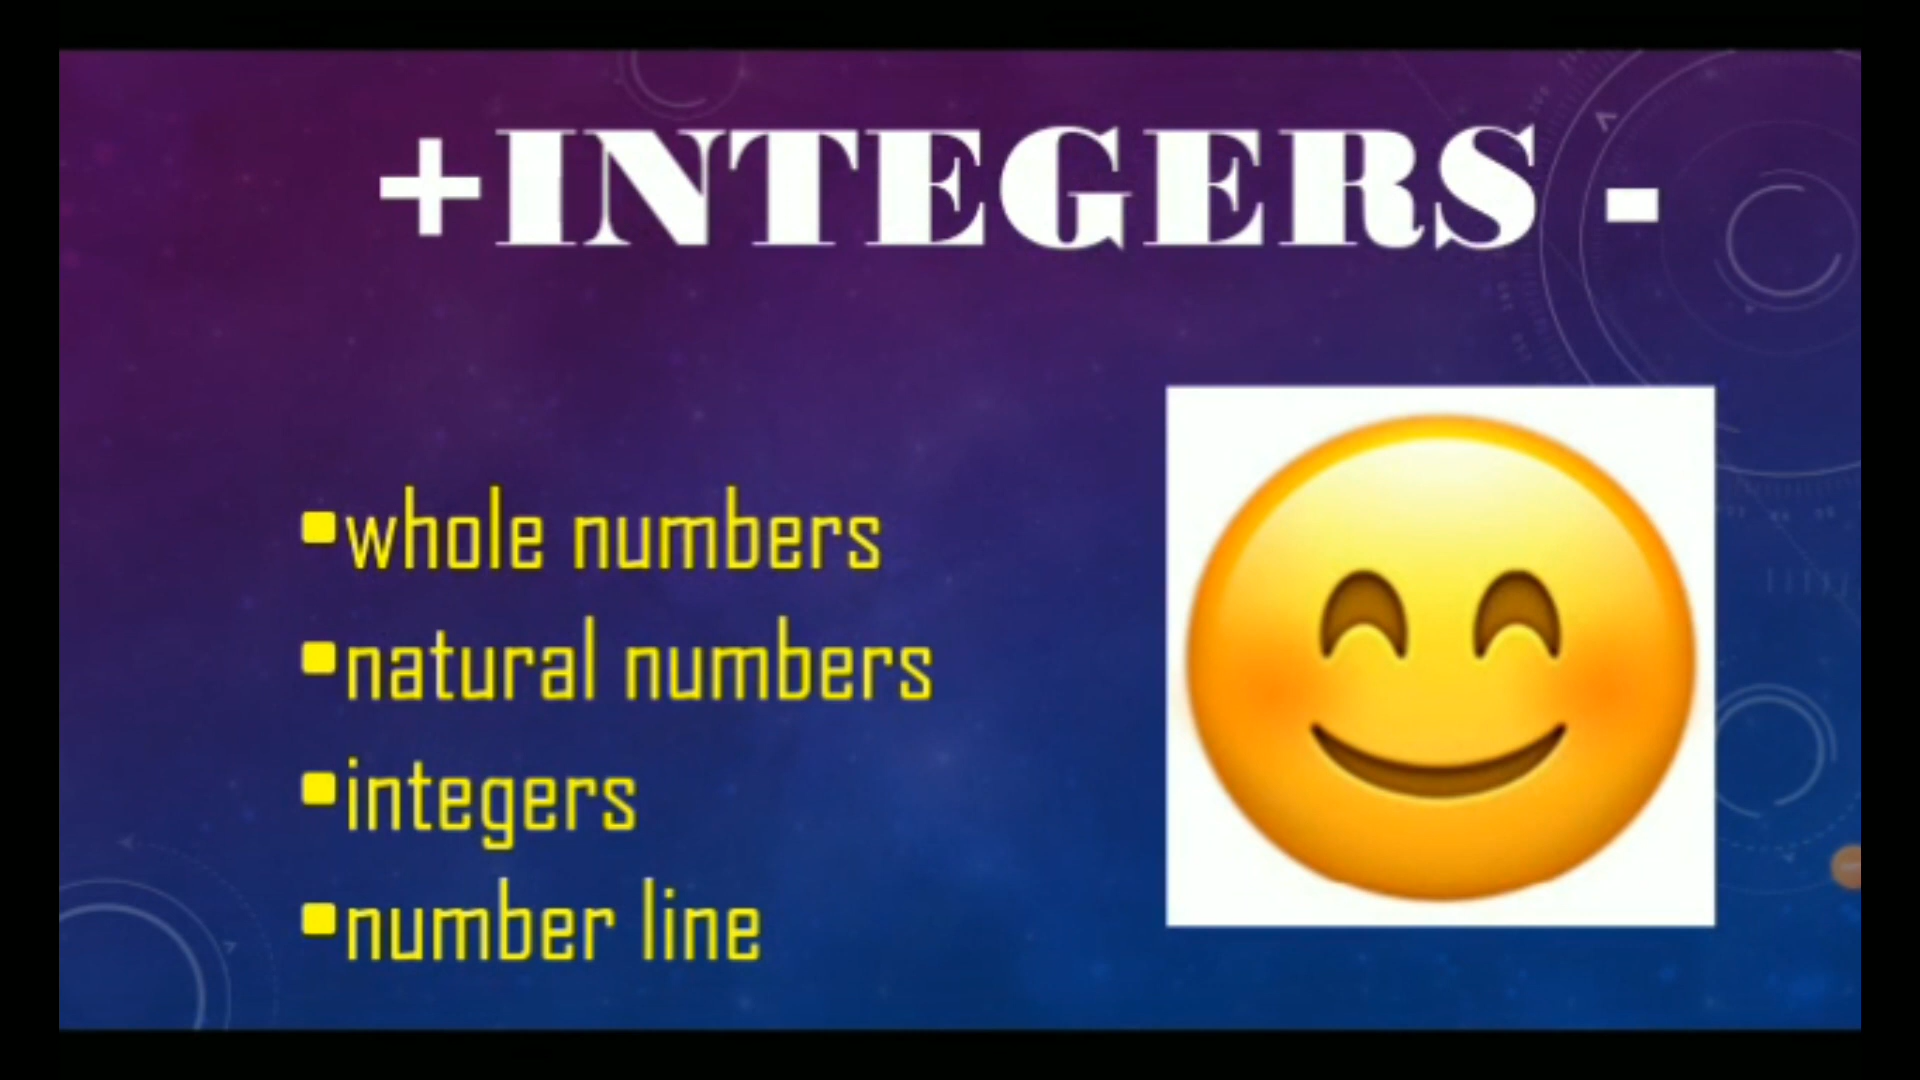 +INTEGERS -
▪whole numbers
▪natural numbers
▪integers
▪number line